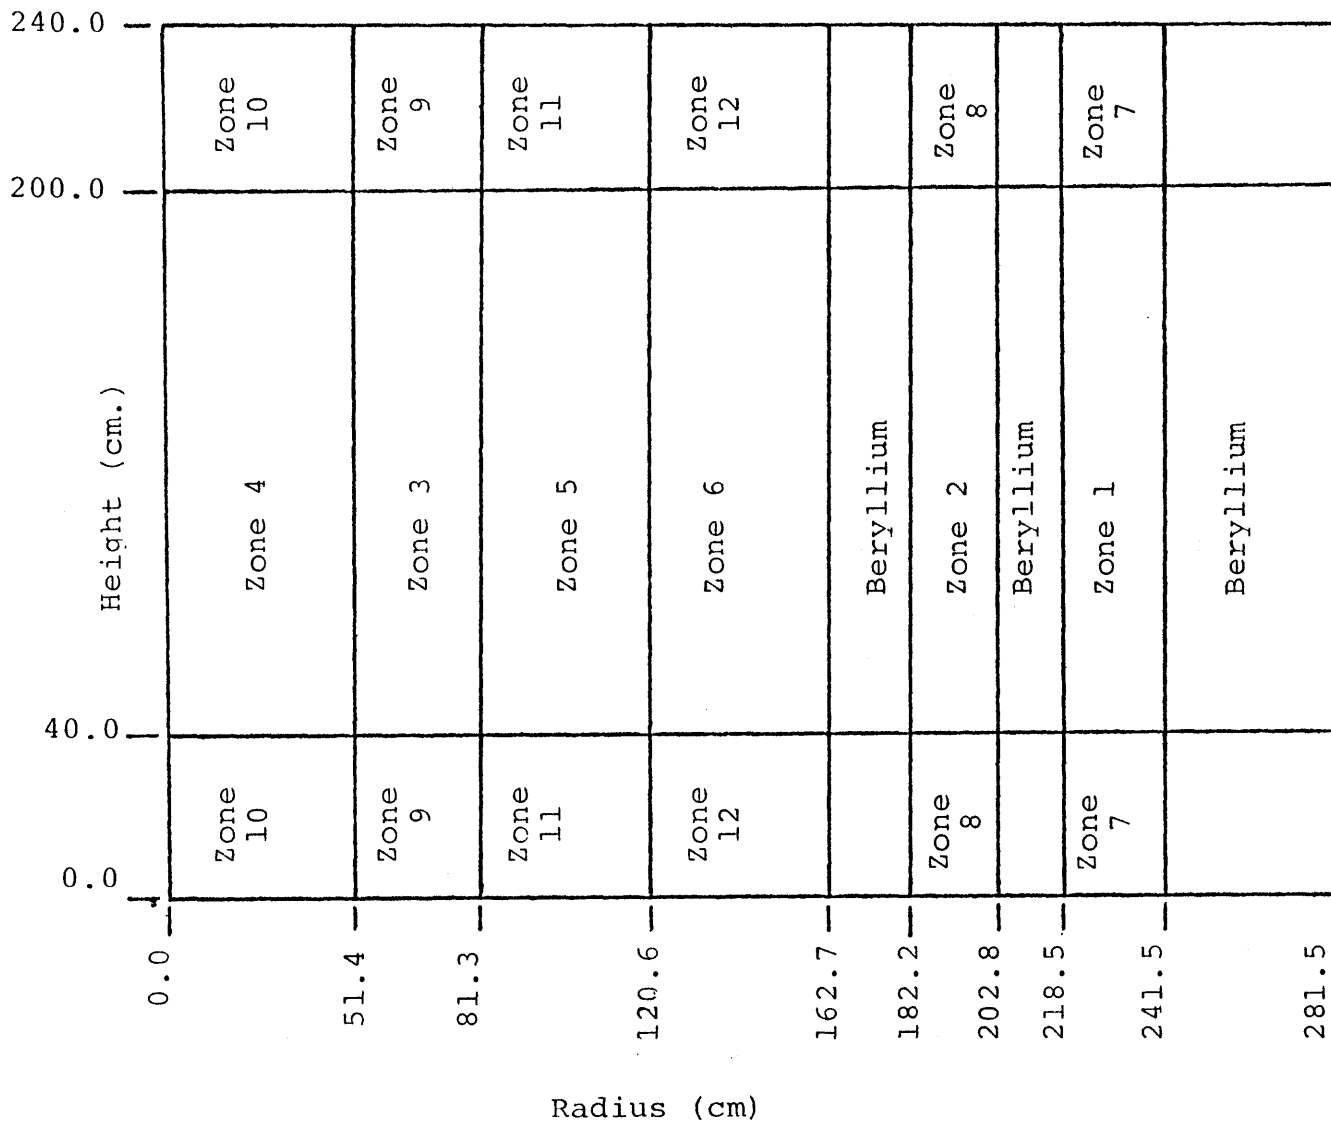 240.0
Zone
10
Zone
9
Zone
11
Zone
12
Zone
8
Zone
7
200.0
Height (cm.)
Zone 4
Zone 3
Zone 5
Zone 6
Beryllium
Zone 2
Beryllium
Zone 1
Beryllium
40.0
Zone
10
Zone
9
Zone
11
Zone
12
Zone
8
Zone
7
0.0
0.0
51.4
81.3
120.6
162.7
182.2
202.8
218.5
241.5
281.5
Radius (cm)